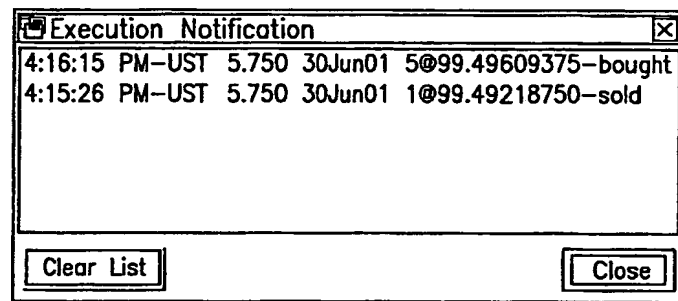 Execution Notification
4:16:15 PM-UST 5.750 30Jun01 5@99.49609375-bought
4:15:26 PM-UST 5.750 30Jun01 1@99.49218750-sold
Clear List
Close